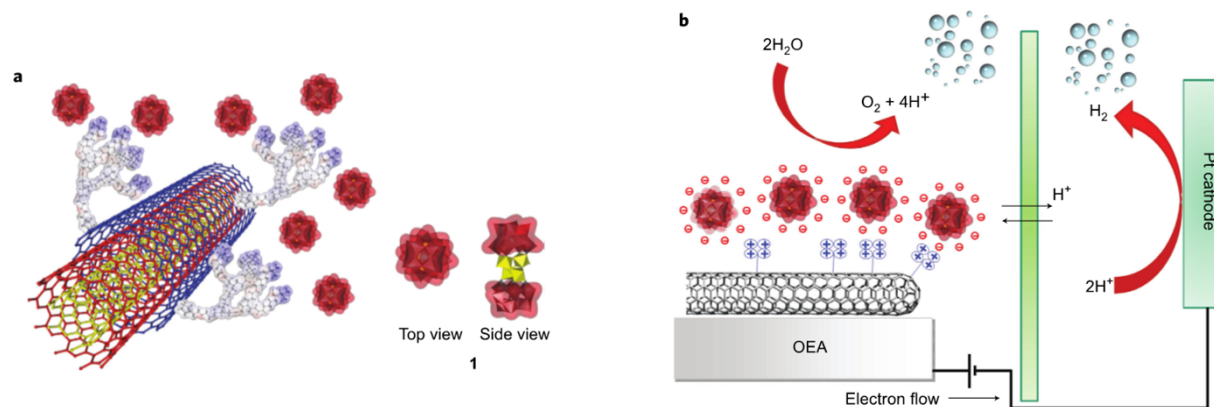 a
Top view Side view
1
b
2H₂O
O₂ + 4H⁺
H₂
H⁺
2H⁺
Pt cathode
OEA
Electron flow